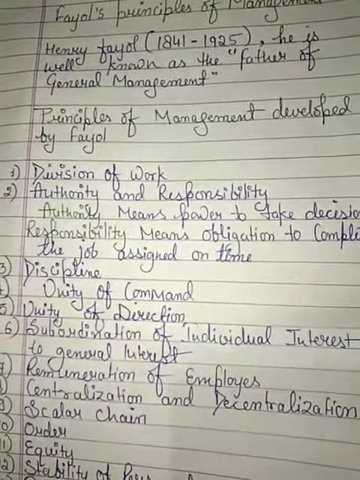 Fayol's principles of Management
Henry Fayol (1841-1925), he is
well known as the "Father of
General Management"
Principles of Management developed
by Fayol
1) Division of Work
2) Authority and Responsibility
Authority Means power to take decision
Responsibility Means obligation to Comple
the job assigned on time
3) Discipline
Unity of Command
5) Unity of Direction
6) Subordination of Individual Interest
to general Interest
7) Remuneration of Employes
Centralization and Decentralization
9) Scalar Chain
10) Order
11) Equity
12) Stability of